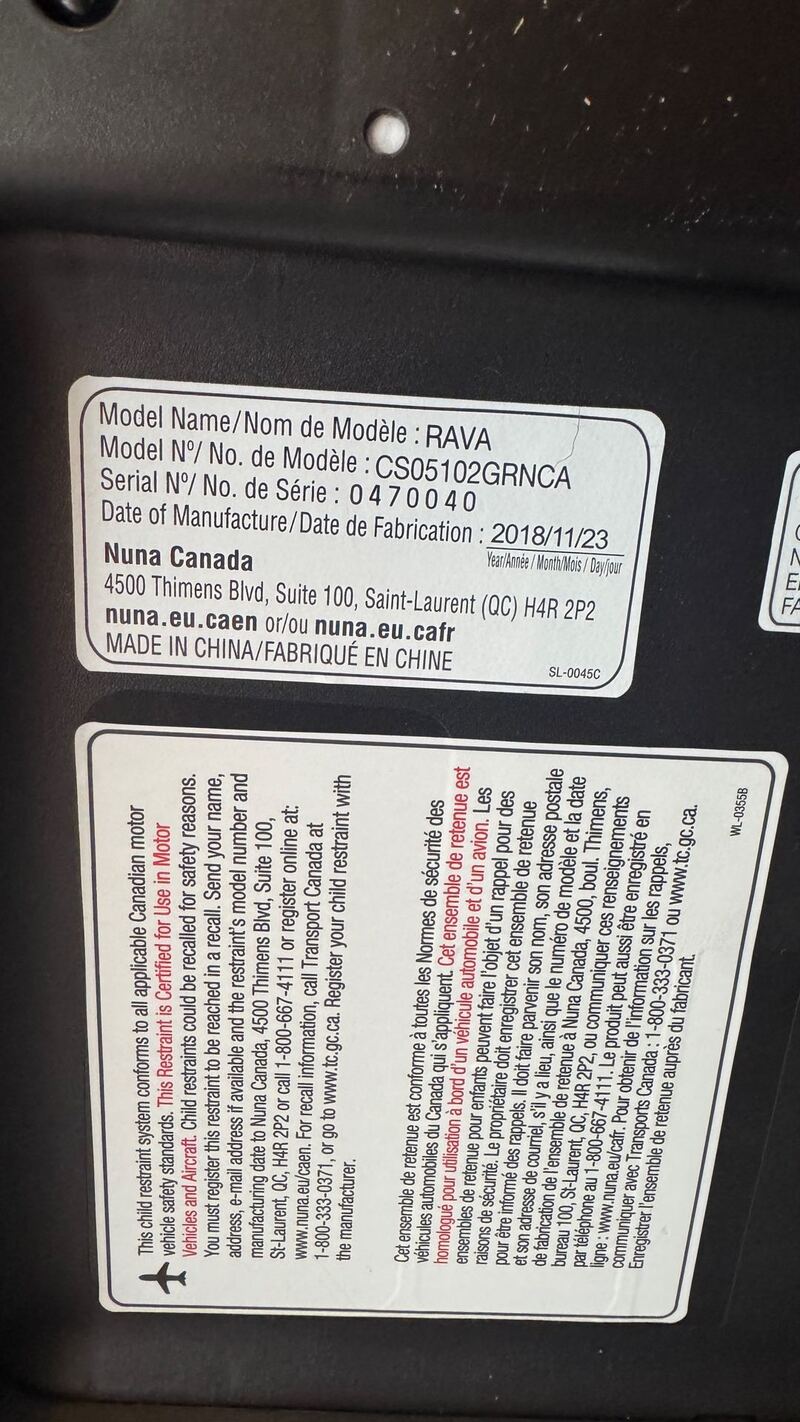 Model Name/Nom de Modèle : RAVA
Model Nº/ No. de Modèle : CS05102GRNCA
Serial Nº/ No. de Série : 0470040
Date of Manufacture/Date de Fabrication : 2018/11/23
Year/Année / Month/Mois / Day/jour
Nuna Canada
4500 Thimens Blvd, Suite 100, Saint-Laurent (QC) H4R 2P2
nuna.eu.caen or/ou nuna.eu.cafr
MADE IN CHINA/FABRIQUÉ EN CHINE
SL-0045C
This child restraint system conforms to all applicable Canadian motor
vehicle safety standards. This Restraint is Certified for Use in Motor
Vehicles and Aircraft. Child restraints could be recalled for safety reasons.
You must register this restraint to be reached in a recall. Send your name,
address, e-mail address if available and the restraint's model number and
manufacturing date to Nuna Canada, 4500 Thimens Blvd, Suite 100,
St-Laurent, QC, H4R 2P2 or call 1-800-667-4111 or register online at:
www.nuna.eu/caen. For recall information, call Transport Canada at
1-800-333-0371, or go to www.tc.gc.ca. Register your child restraint with
the manufacturer.
Cet ensemble de retenue est conforme à toutes les Normes de sécurité des
véhicules automobiles du Canada qui s'appliquent. Cet ensemble de retenue est
homologué pour utilisation à bord d'un véhicule automobile et d'un avion. Les
ensembles de retenue pour enfants peuvent faire l'objet d'un rappel pour des
raisons de sécurité. Le propriétaire doit enregistrer cet ensemble de retenue
pour être informé des rappels. Il doit faire parvenir son nom, son adresse postale
et son adresse de courriel, s'il y a lieu, ainsi que le numéro de modèle et la date
de fabrication de l'ensemble de retenue à Nuna Canada, 4500, boul. Thimens,
bureau 100, St-Laurent, QC, H4R 2P2, ou communiquer ces renseignements
par téléphone au 1-800-667-4111. Le produit peut aussi être enregistré en
ligne : www.nuna.eu/cafr. Pour obtenir de l'information sur les rappels,
communiquer avec Transports Canada : 1-800-333-0371 ou www.tc.gc.ca.
Enregistrer l'ensemble de retenue auprès du fabricant.
WL-0355B